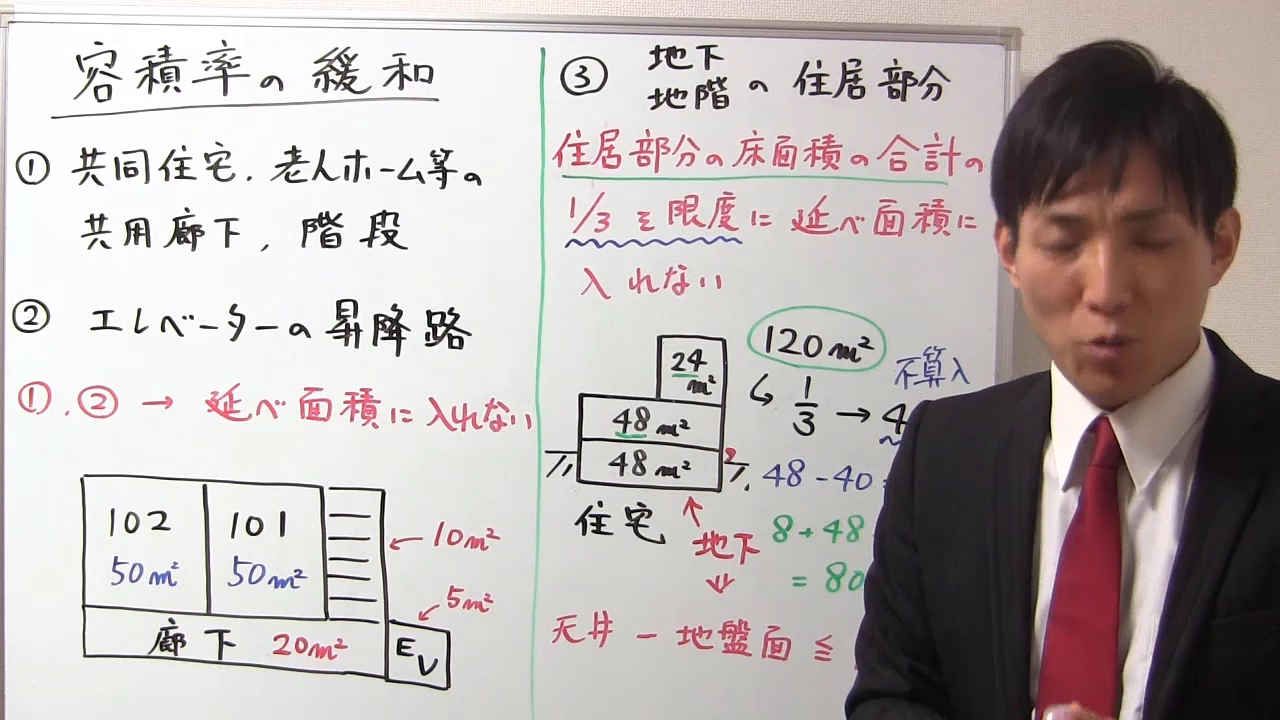 容積率の緩和
① 共同住宅、老人ホーム等の
共用廊下、階段
② エレベーターの昇降路
①、② → 延べ面積に入れない
102
50m²
101
50m²
10m²
5m²
廊下 20m²
EV
③ 地下
地階 の 住居部分
住居部分の床面積の合計の
1/3を限度に延べ面積に
入れない
24
m²
48m²
48m²
住宅
地下
120m²
1/3 → 4
不算入
48-40
8+48
=80
天井-地盤面≦